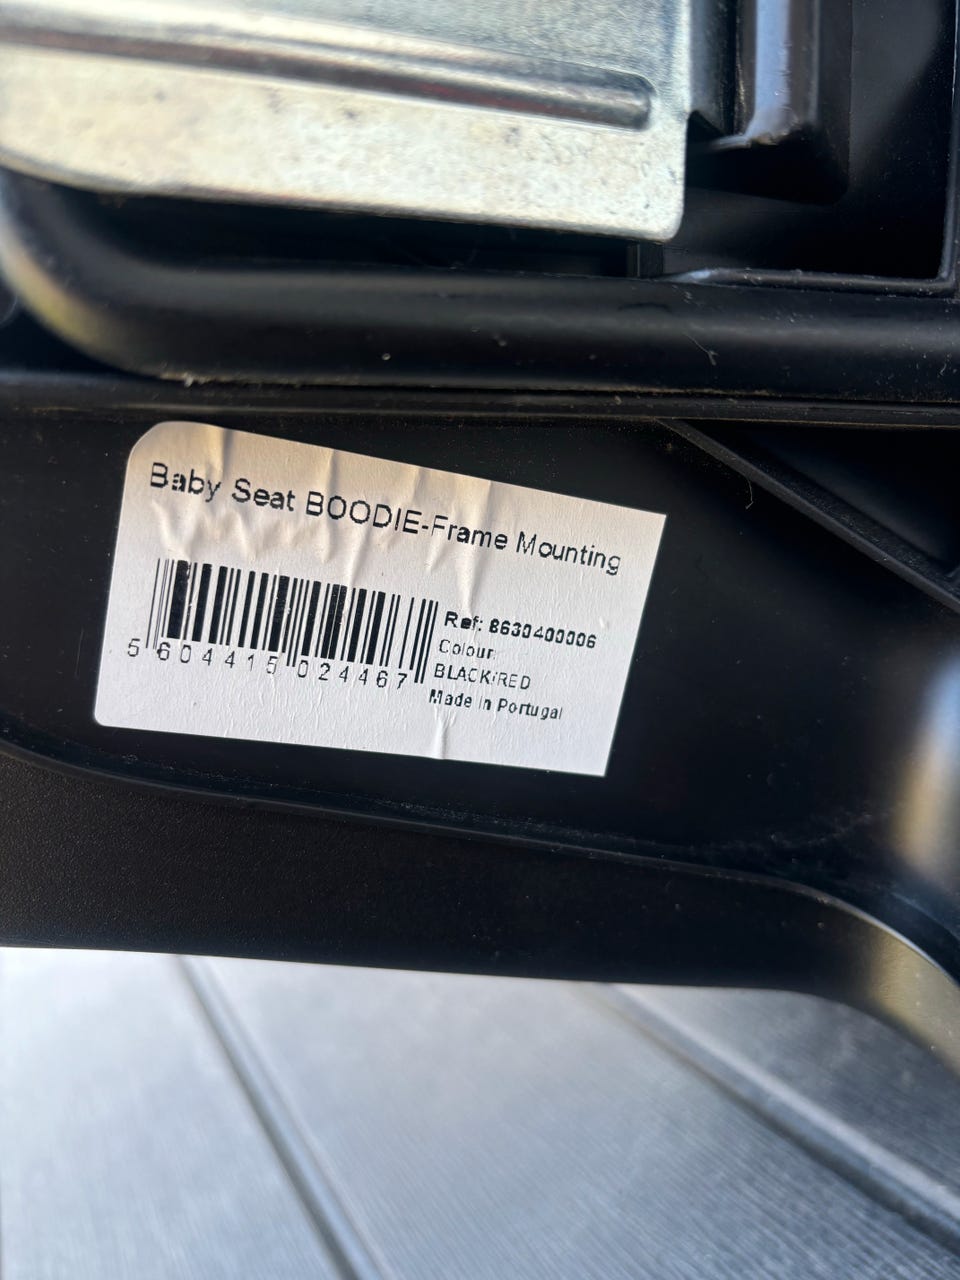 Baby Seat BOODIE-Frame Mounting
Ref: 8630400006
Colour:
BLACK/RED
Made in Portugal
5 604415 024467